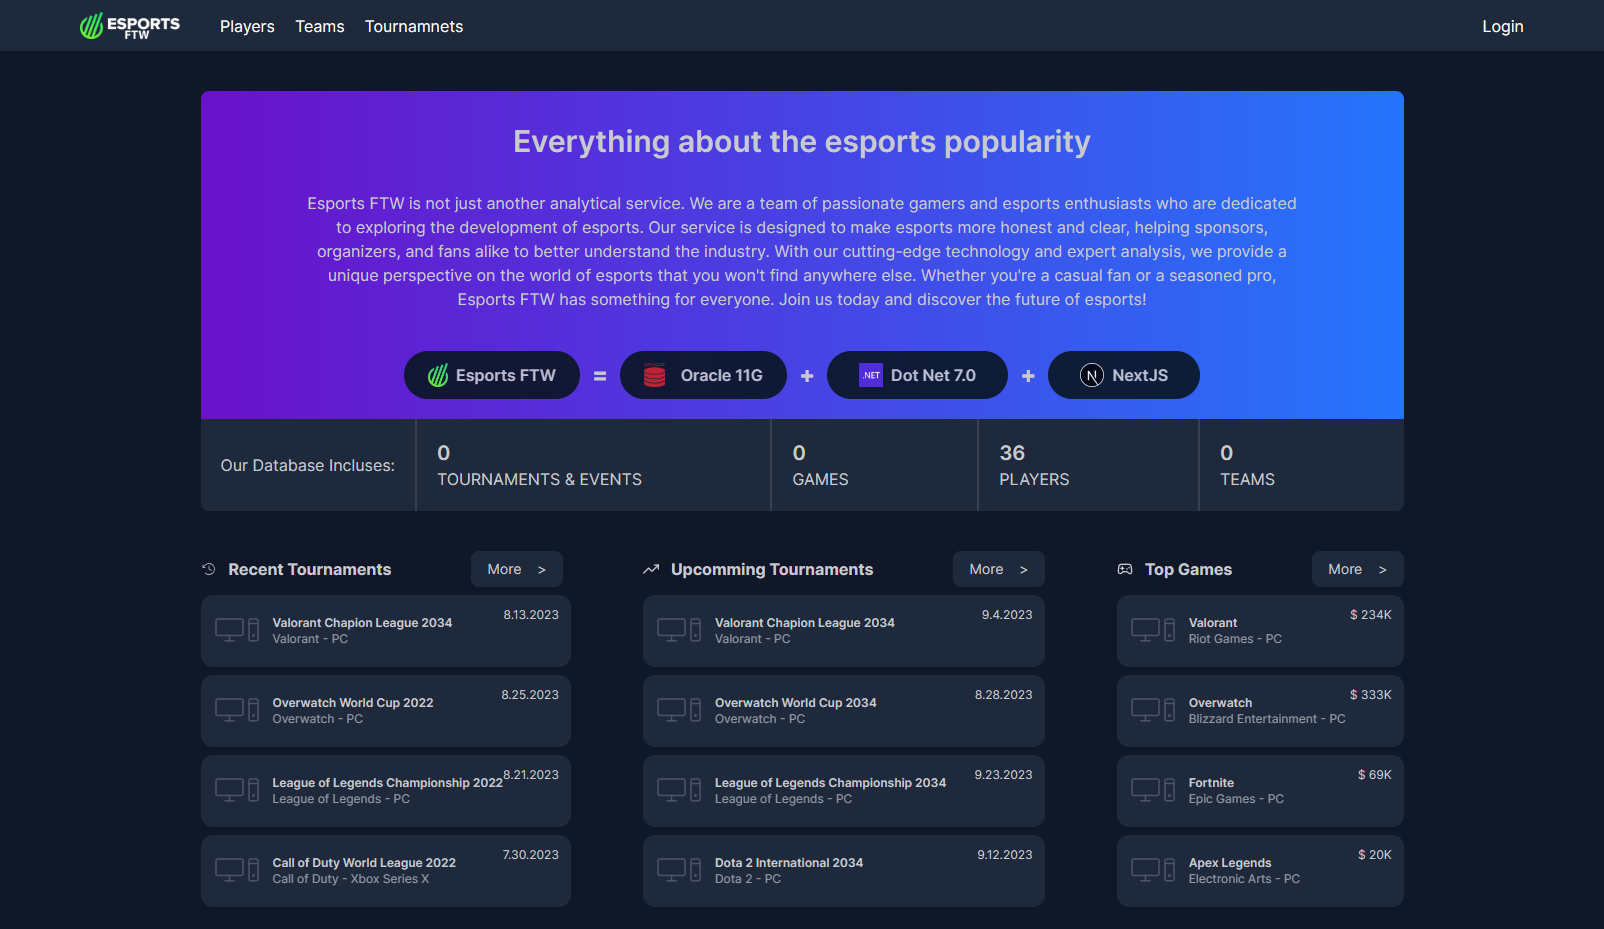 ESPORTS
FTW
Players
Teams
Tournamnets
Login
Everything about the esports popularity
Esports FTW is not just another analytical service. We are a team of passionate gamers and esports enthusiasts who are dedicated
to exploring the development of esports. Our service is designed to make esports more honest and clear, helping sponsors,
organizers, and fans alike to better understand the industry. With our cutting-edge technology and expert analysis, we provide a
unique perspective on the world of esports that you won't find anywhere else. Whether you're a casual fan or a seasoned pro,
Esports FTW has something for everyone. Join us today and discover the future of esports!
Esports FTW = Oracle 11G + .NET Dot Net 7.0 + N NextJS
Our Database Incluses:
0
TOURNAMENTS & EVENTS
0
GAMES
36
PLAYERS
0
TEAMS
Recent Tournaments
More >
Valorant Chapion League 2034
8.13.2023
Valorant - PC
Overwatch World Cup 2022
8.25.2023
Overwatch - PC
League of Legends Championship 2022
8.21.2023
League of Legends - PC
Call of Duty World League 2022
7.30.2023
Call of Duty - Xbox Series X
Upcomming Tournaments
More >
Valorant Chapion League 2034
9.4.2023
Valorant - PC
Overwatch World Cup 2034
8.28.2023
Overwatch - PC
League of Legends Championship 2034
9.23.2023
League of Legends - PC
Dota 2 International 2034
9.12.2023
Dota 2 - PC
Top Games
More >
Valorant
$ 234K
Riot Games - PC
Overwatch
$ 333K
Blizzard Entertainment - PC
Fortnite
$ 69K
Epic Games - PC
Apex Legends
$ 20K
Electronic Arts - PC